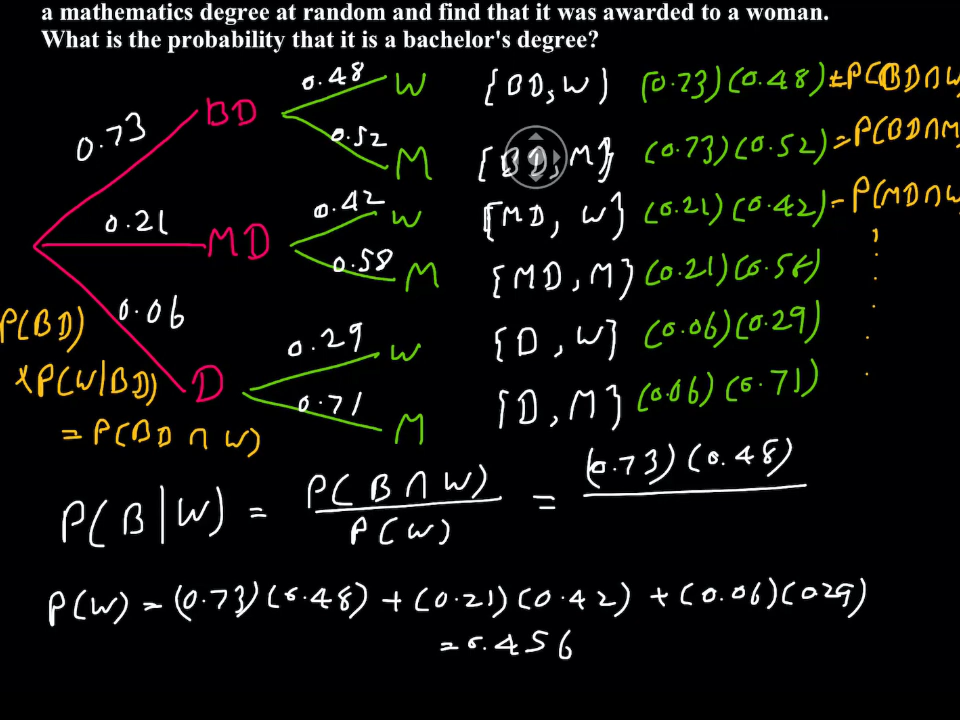 a mathematics degree at random and find that it was awarded to a woman.
What is the probability that it is a bachelor's degree?
0.73 BD 0.48 W {BD,W} (0.73)(0.48) = P(BD∩W
0.52 M {BD,M} (0.73)(0.52) = P(BD∩M
0.21 MD 0.42 W {MD, W} (0.21)(0.42) = P(MD∩W
0.58 M {MD,M} (0.21)(0.58)
0.06 D 0.29 W {D,W} (0.06)(0.29)
0.71 M {D,M} (0.06)(0.71)
P(BD)
*P(W|BD)
= P(BD ∩ W)
P(B|W) = P(B∩W) / P(W) = (0.73)(0.48)
P(W) = (0.73)(0.48) + (0.21)(0.42) + (0.06)(029)
= 0.456